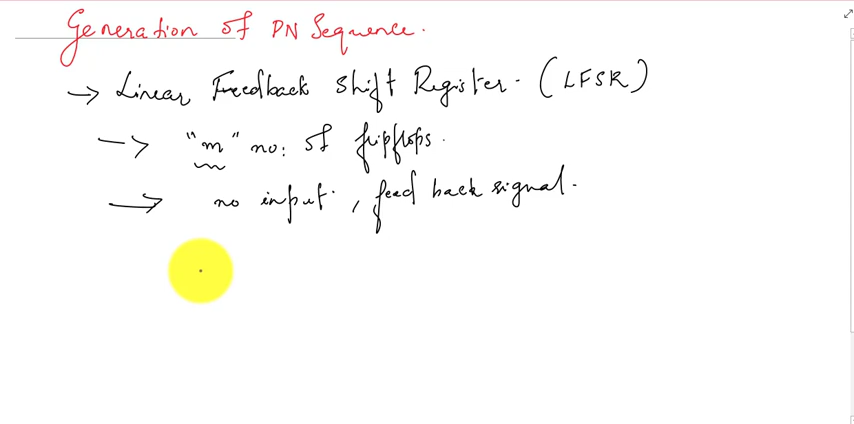 Generation of PN Sequence.
→ Linear Feedback Shift Register. (LFSR)
→ "m" no: of flipflops.
→ no input, feed back signal.